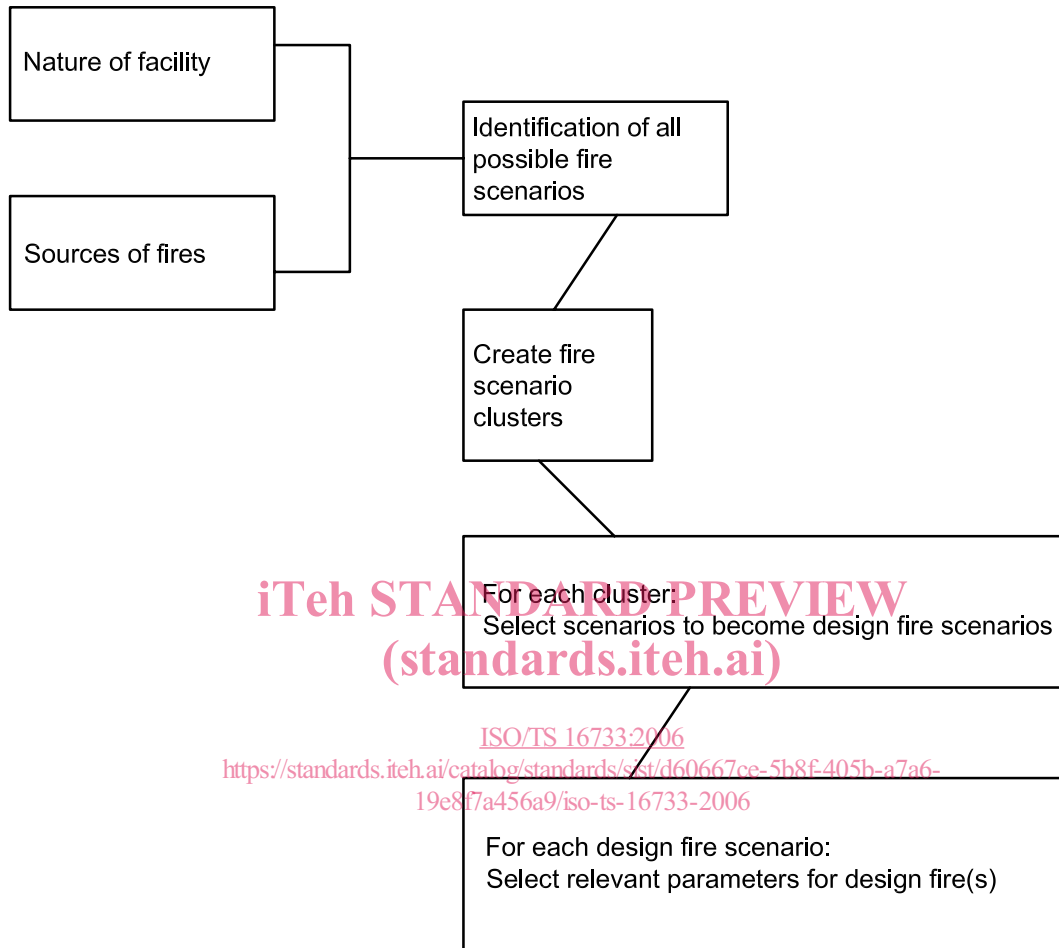 Nature of facility
Identification of all
possible fire
scenarios
Sources of fires
Create fire
scenario
clusters
iTeh STANDARD PREVIEW
(standards.iteh.ai)
For each cluster:
Select scenarios to become design fire scenarios
ISO/TS 16733:2006
https://standards.iteh.ai/catalog/standards/sist/d60667ce-5b8f-405b-a7a6-
19e8f7a456a9/iso-ts-16733-2006
For each design fire scenario:
Select relevant parameters for design fire(s)